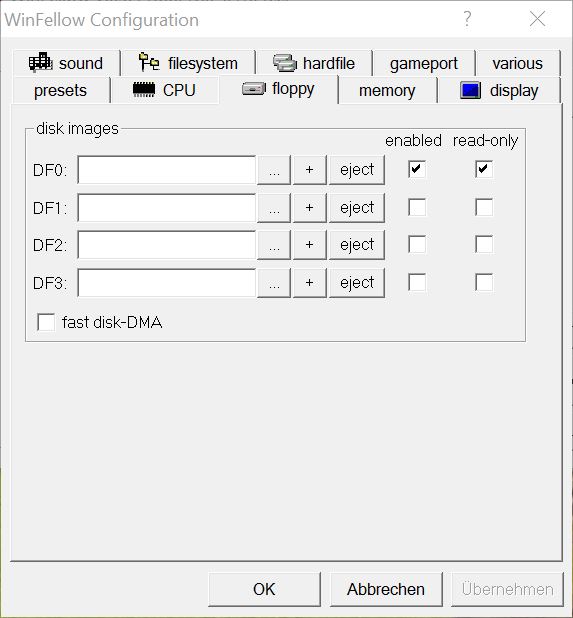 WinFellow Configuration ?
sound filesystem hardfile gameport various
presets CPU floppy memory display
disk images
enabled read-only
DF0: ... + eject
DF1: ... + eject
DF2: ... + eject
DF3: ... + eject
fast disk-DMA
OK Abbrechen Übernehmen